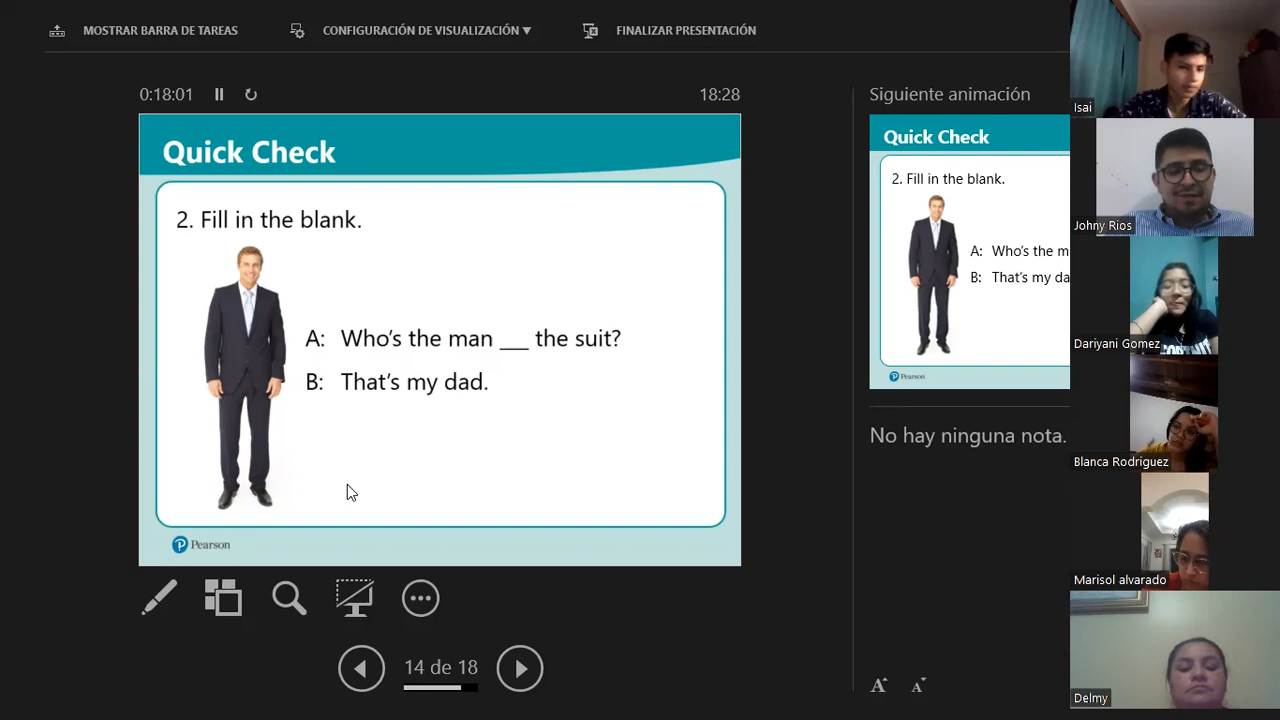 MOSTRAR BARRA DE TAREAS
CONFIGURACIÓN DE VISUALIZACIÓN ▼
FINALIZAR PRESENTACIÓN
0:18:01
18:28
Quick Check
2. Fill in the blank.
A: Who's the man ___ the suit?
B: That's my dad.
Pearson
14 de 18
Siguiente animación
Quick Check
2. Fill in the blank.
A: Who's the m
B: That's my da
Pearson
No hay ninguna nota.
A A
Isai
Johny Rios
Dariyani Gomez
Blanca Rodriguez
Marisol alvarado
Delmy